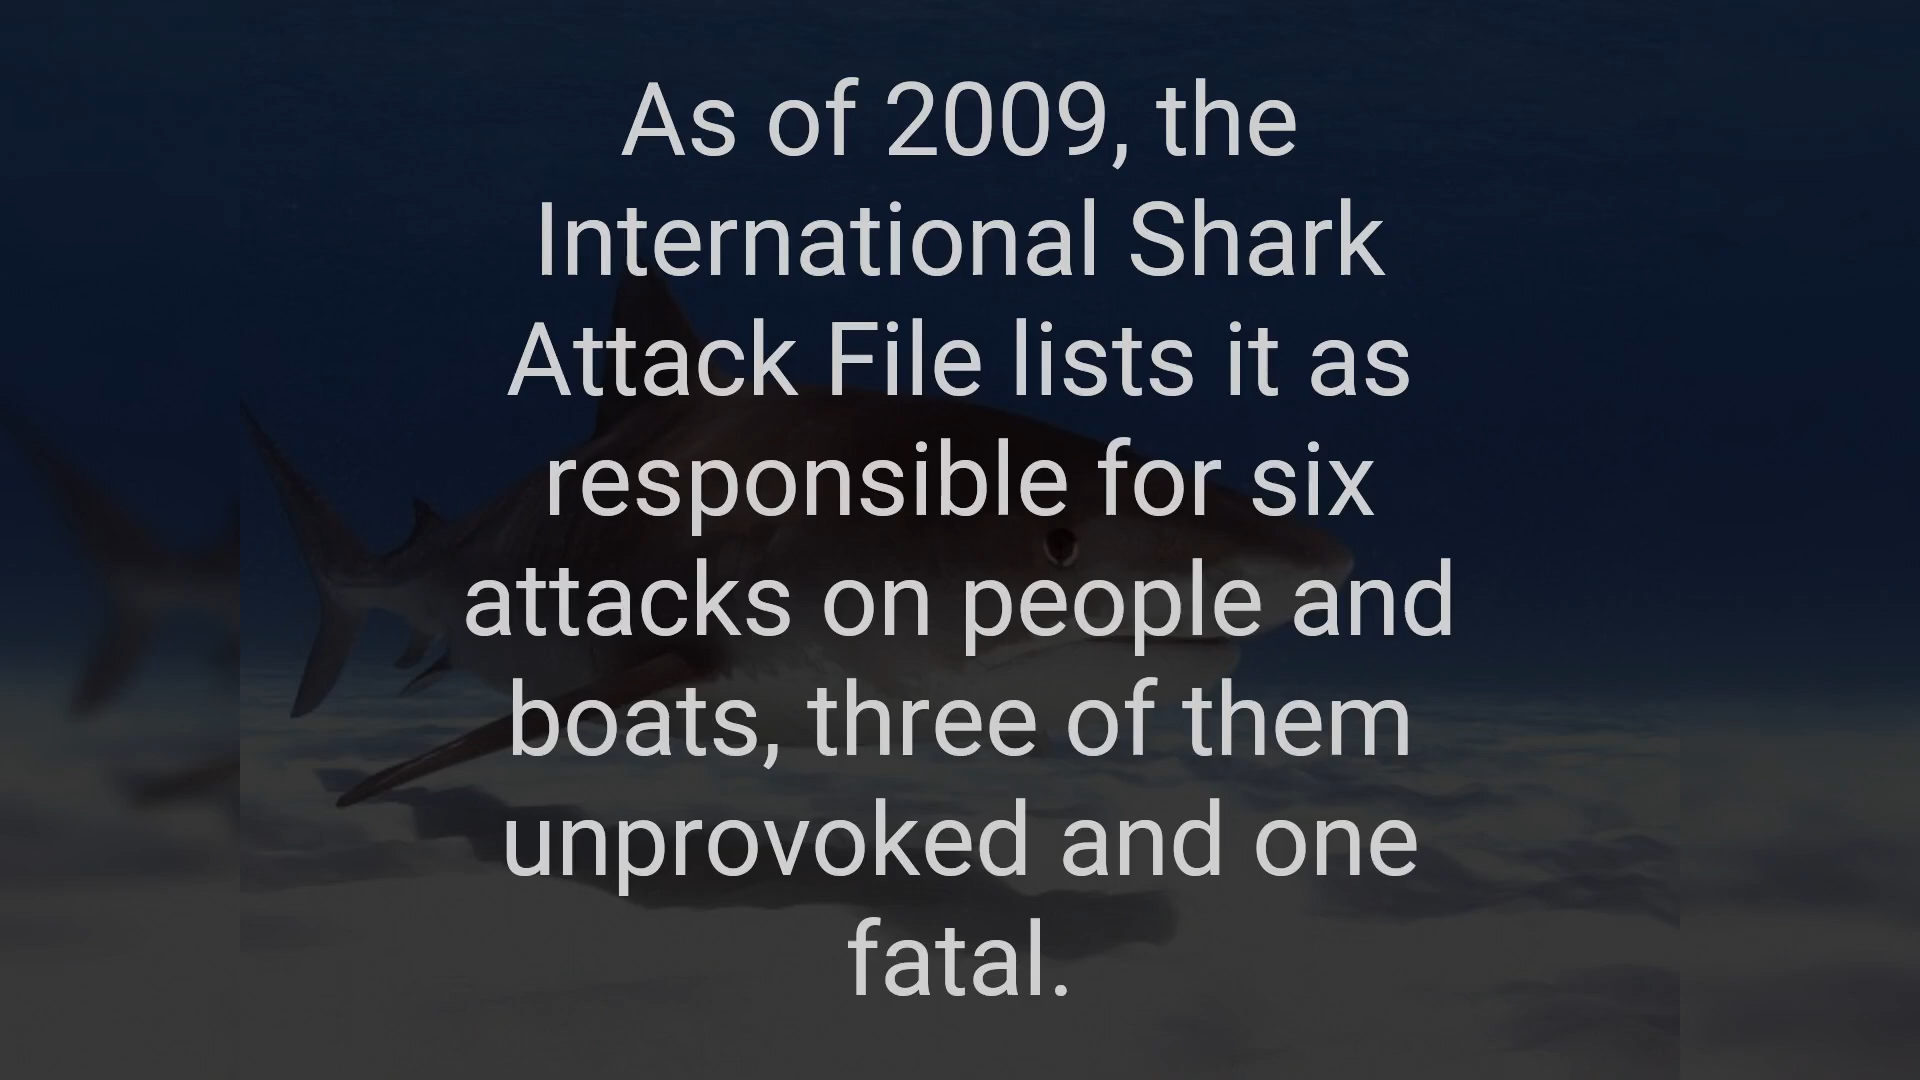 As of 2009, the
International Shark
Attack File lists it as
responsible for six
attacks on people and
boats, three of them
unprovoked and one
fatal.